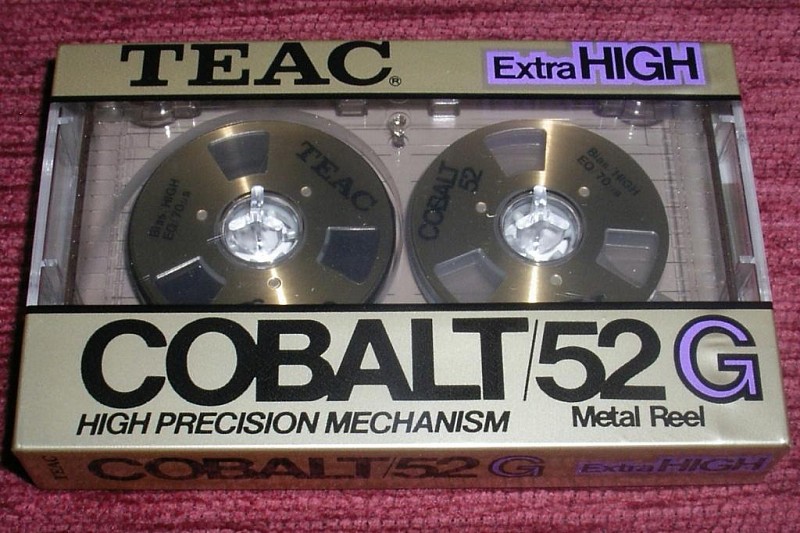 TEAC®
Extra HIGH
Bias HIGH
EQ 70μs
TEAC
COBALT
52
Bias HIGH
EQ 70μs
COBALT/52 G
HIGH PRECISION MECHANISM
Metal Reel
TEAC
COBALT/52 G
Extra HIGH